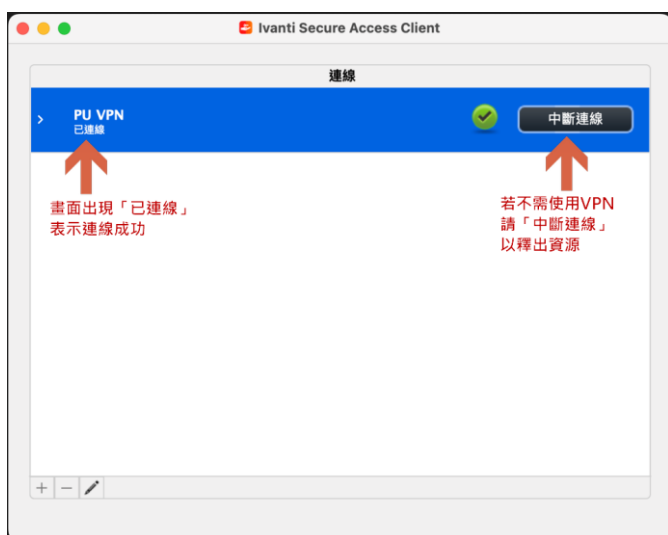 Ivanti Secure Access Client
連線
PU VPN
已連線
中斷連線
畫面出現「已連線」
表示連線成功
若不需使用VPN
請「中斷連線」
以釋出資源